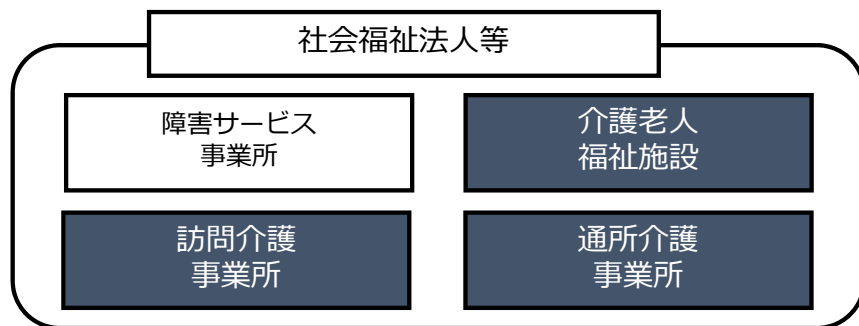 社会福祉法人等
障害サービス
事業所
介護老人
福祉施設
訪問介護
事業所
通所介護
事業所